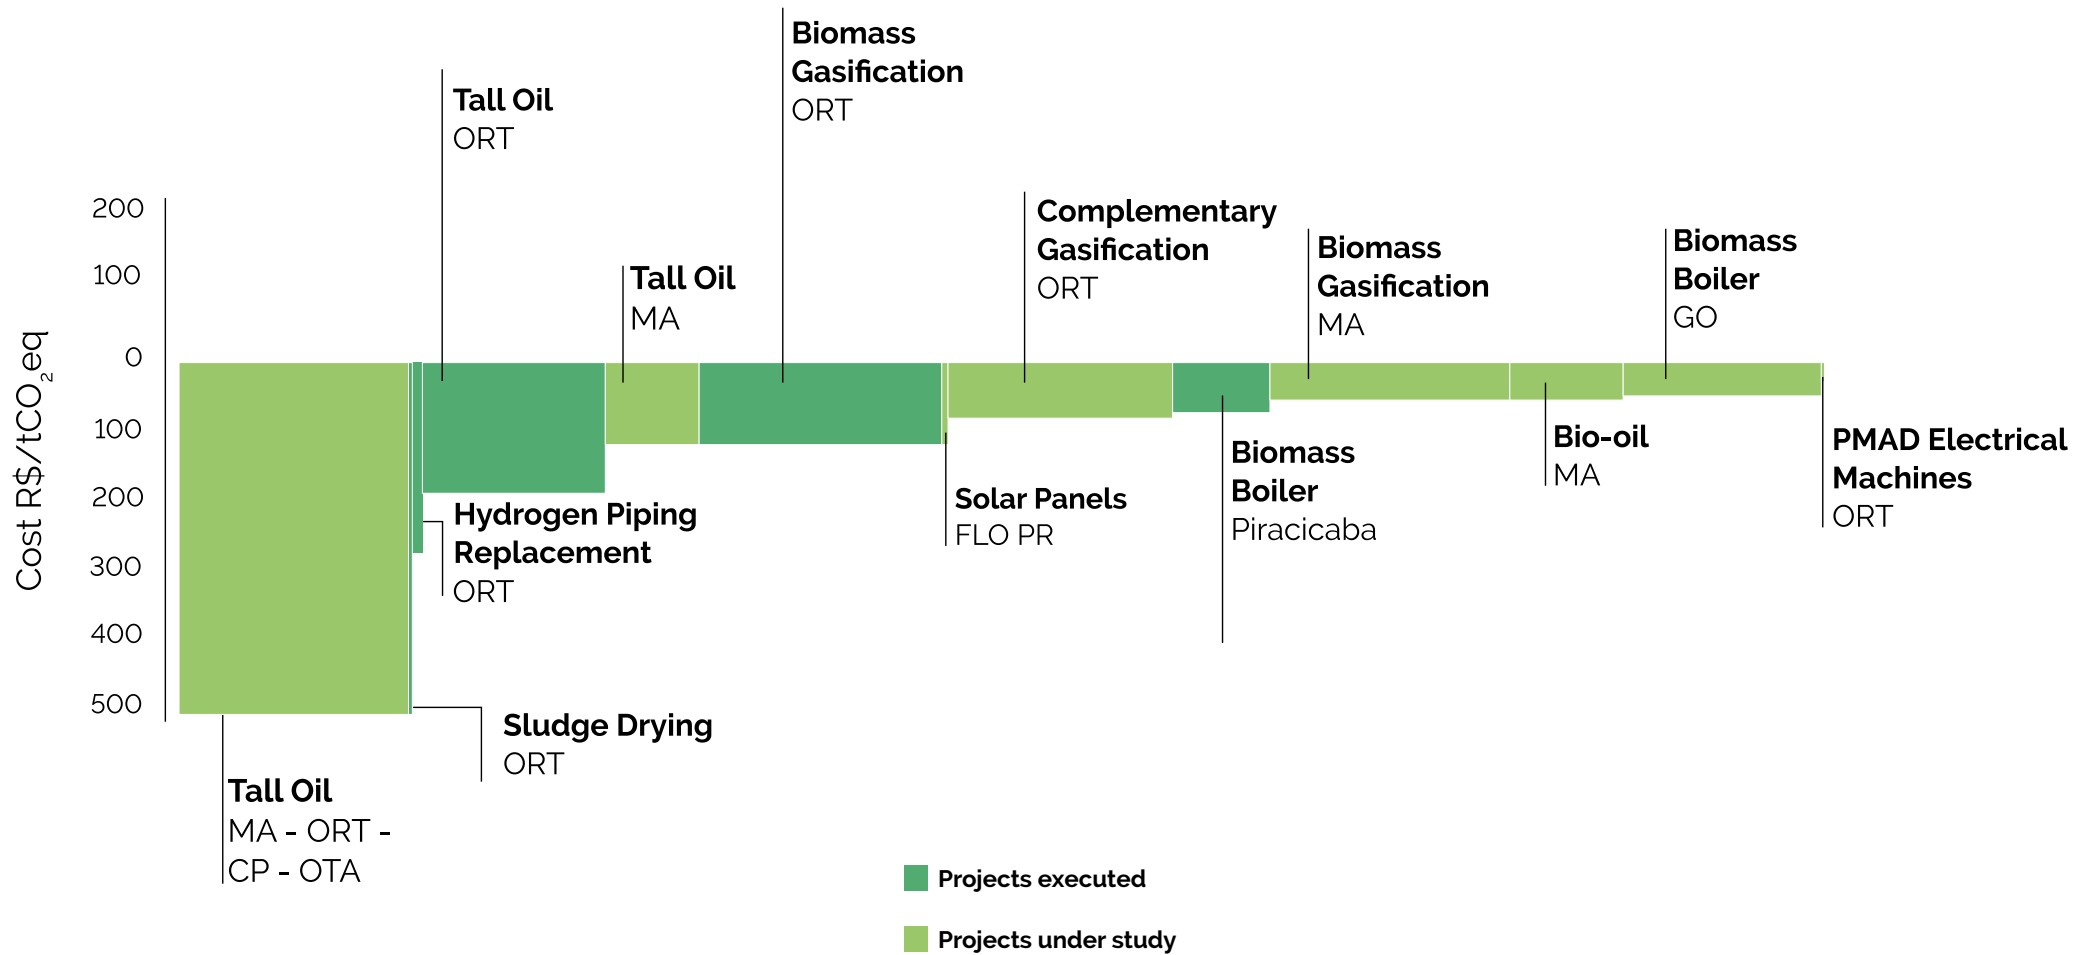 Biomass
Gasification
ORT
Tall Oil
ORT
Complementary
Gasification
ORT
Biomass
Gasification
MA
Biomass
Boiler
GO
Tall Oil
MA
Cost R$/tCO₂eq
200
100
0
100
200
300
400
500
Hydrogen Piping
Replacement
ORT
Solar Panels
FLO PR
Biomass
Boiler
Piracicaba
Bio-oil
MA
PMAD Electrical
Machines
ORT
Sludge Drying
ORT
Tall Oil
MA - ORT -
CP - OTA
Projects executed
Projects under study